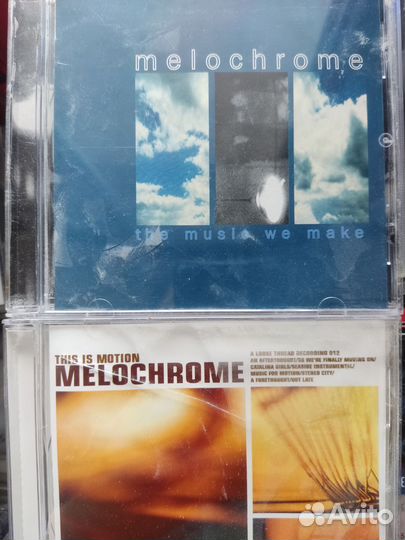 melochrome
the music we make
THIS IS MOTION
MELOCHROME
A LOOSE THREAD RECORDING 012
AN AFTERTHOUGHT/SO WE'RE FINALLY MOVING ON/
CATALINA GIRLS/SEASIDE INSTRUMENTAL/
MUSIC FOR MOTION/STEREO CITY/
A FORETHOUGHT/OUT LATE
Avito